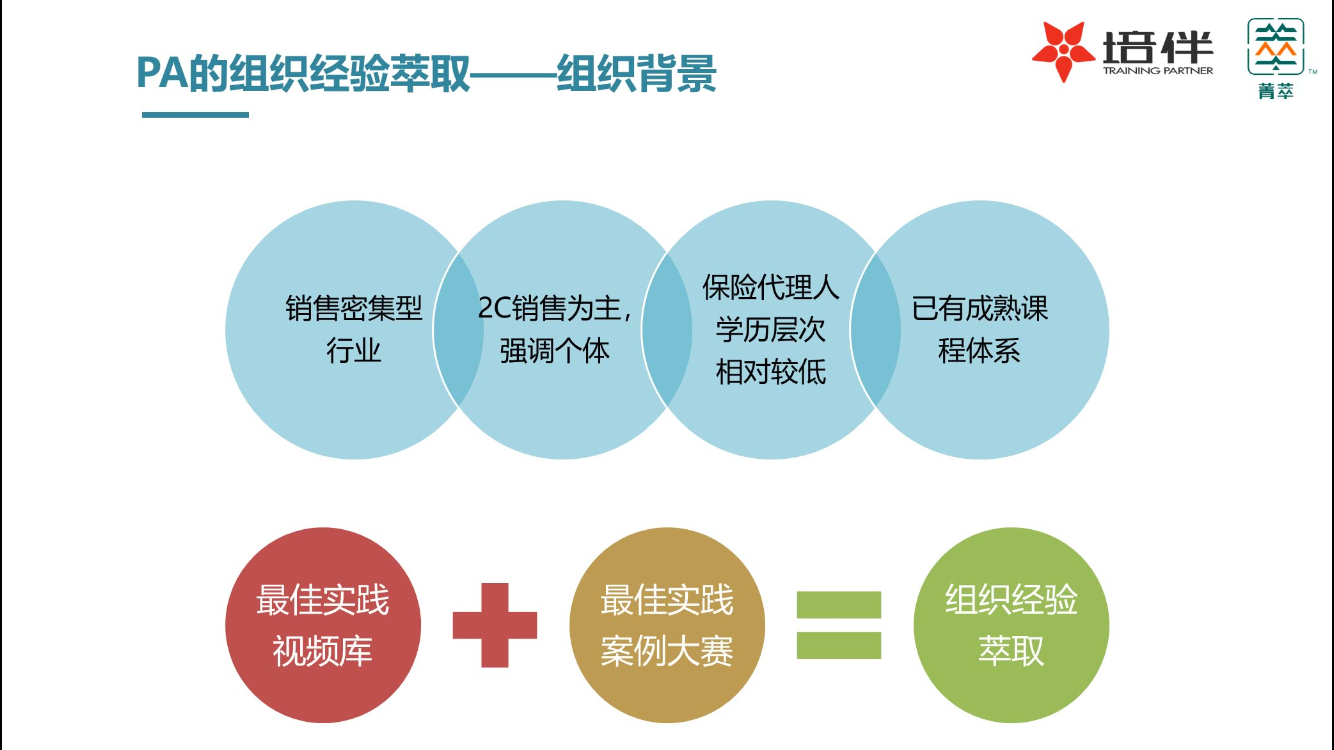 PA的组织经验萃取——组织背景
培伴
TRAINING PARTNER
萃
TM
菁萃
销售密集型
行业
2C销售为主，
强调个体
保险代理人
学历层次
相对较低
已有成熟课
程体系
最佳实践
视频库
最佳实践
案例大赛
组织经验
萃取